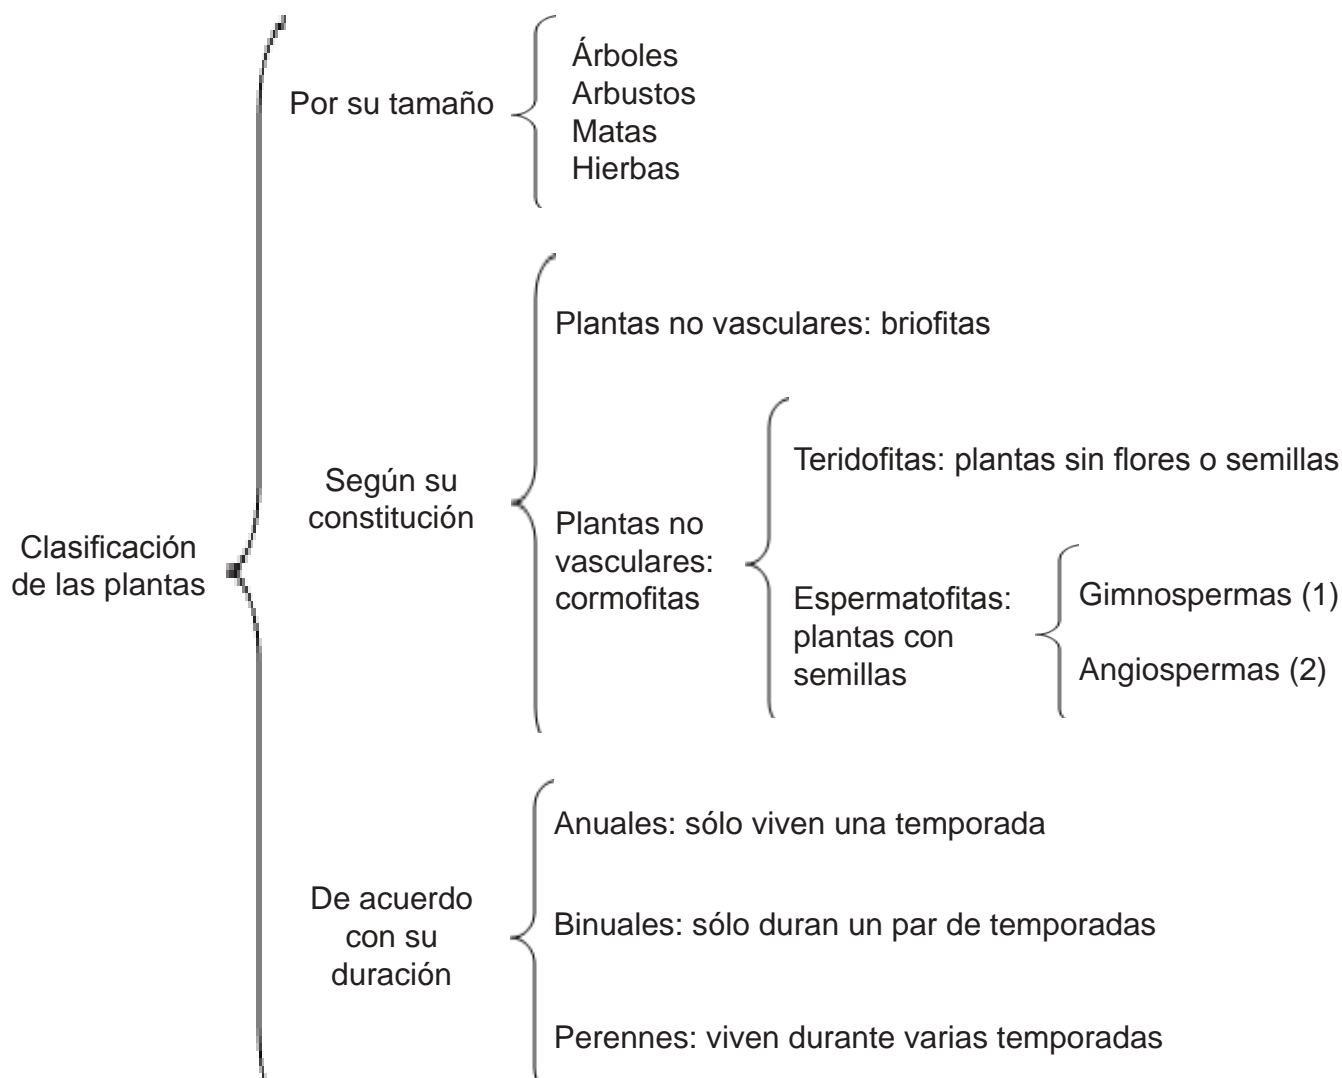 Clasificación
de las plantas
Por su tamaño
Árboles
Arbustos
Matas
Hierbas
Según su
constitución
Plantas no vasculares: briofitas
Plantas no
vasculares:
cormofitas
Teridofitas: plantas sin flores o semillas
Espermatofitas:
plantas con
semillas
Gimnospermas (1)
Angiospermas (2)
De acuerdo
con su
duración
Anuales: sólo viven una temporada
Binuales: sólo duran un par de temporadas
Perennes: viven durante varias temporadas